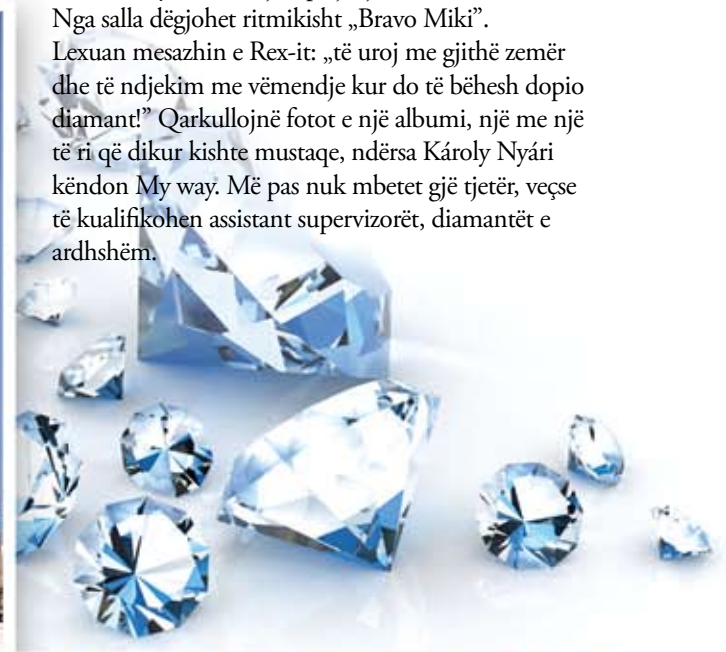 Nga salla dëgjohet ritmikisht „Bravo Miki”.
Lexuan mesazhin e Rex-it: „të uroj me gjithë zemër
dhe të ndjekim me vëmendje kur do të bëhesh dopio
diamant!” Qarkullojnë fotot e një albumi, një me një
të ri që dikur kishte mustaqe, ndërsa Károly Nyári
këndon My way. Më pas nuk mbetet gjë tjetër, veçse
të kualifikohen assistant supervizorët, diamantët e
ardhshëm.